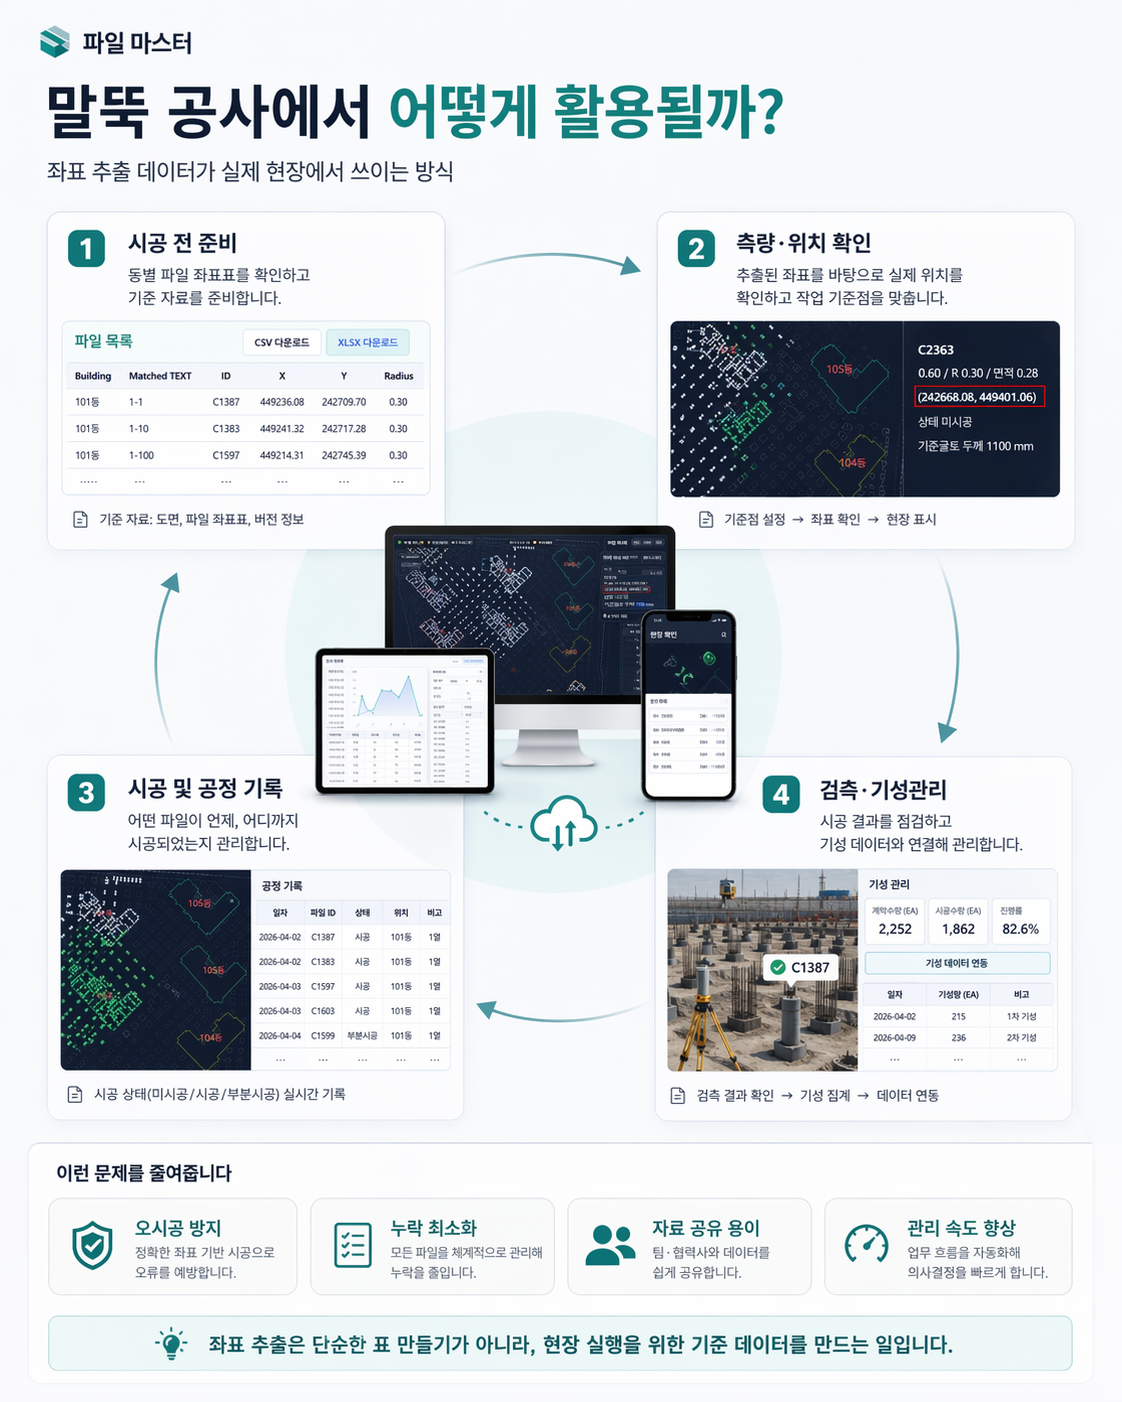 파일 마스터
말뚝 공사에서 어떻게 활용될까?
좌표 추출 데이터가 실제 현장에서 쓰이는 방식
1
시공 전 준비
동별 파일 좌표표를 확인하고
기준 자료를 준비합니다.
파일 목록
CSV 다운로드
XLSX 다운로드
Building Matched TEXT ID X Y Radius
101동 1-1 C1387 449236.08 242709.70 0.30
101동 1-10 C1383 449241.32 242717.28 0.30
101동 1-100 C1597 449214.31 242745.39 0.30
..... ... ... ... ... ...
기준 자료: 도면, 파일 좌표표, 버전 정보
2
측량·위치 확인
추출된 좌표를 바탕으로 실제 위치를
확인하고 작업 기준점을 맞춥니다.
105동
104동
C2363
0.60 / R 0.30 / 면적 0.28
(242668.08, 449401.06)
상테 미시공
기준굴토 두께 1100 mm
기준점 설정 → 좌표 확인 → 현장 표시
현장 확인
3
시공 및 공정 기록
어떤 파일이 언제, 어디까지
시공되었는지 관리합니다.
105동
105동
104동
공정 기록
일자 파일 ID 상태 위치 비고
2026-04-02 C1387 시공 101동 1열
2026-04-02 C1383 시공 101동 1열
2026-04-03 C1597 시공 101동 1열
2026-04-03 C1603 시공 101동 1열
2026-04-04 C1599 부분시공 101동 1열
... ... ... ... ...
시공 상태(미시공/시공/부분시공) 실시간 기록
4
검측·기성관리
시공 결과를 점검하고
기성 데이터와 연결해 관리합니다.
C1387
기성 관리
계약수량 (EA) 시공수량 (EA) 진행률
2,252 1,862 82.6%
기성 데이터 연동
일자 기성량 (EA) 비고
2026-04-02 215 1차 기성
2026-04-09 236 2차 기성
... ... ...
검측 결과 확인 → 기성 집계 → 데이터 연동
이런 문제를 줄여줍니다
오시공 방지
정확한 좌표 기반 시공으로
오류를 예방합니다.
누락 최소화
모든 파일을 체계적으로 관리해
누락을 줄입니다.
자료 공유 용이
팀·협력사와 데이터를
쉽게 공유합니다.
관리 속도 향상
업무 흐름을 자동화해
의사결정을 빠르게 합니다.
좌표 추출은 단순한 표 만들기가 아니라, 현장 실행을 위한 기준 데이터를 만드는 일입니다.